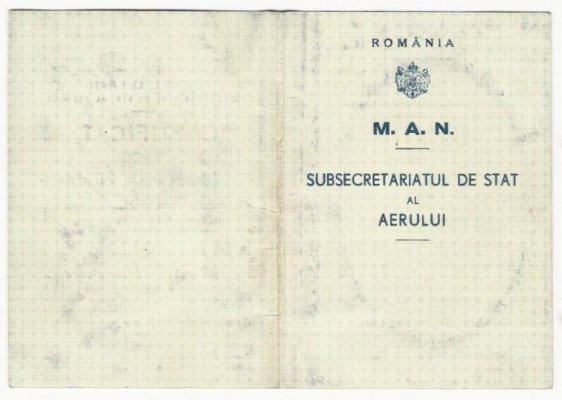 ROMÂNIA
M. A. N.
SUBSECRETARIATUL DE STAT
AL
AERULUI